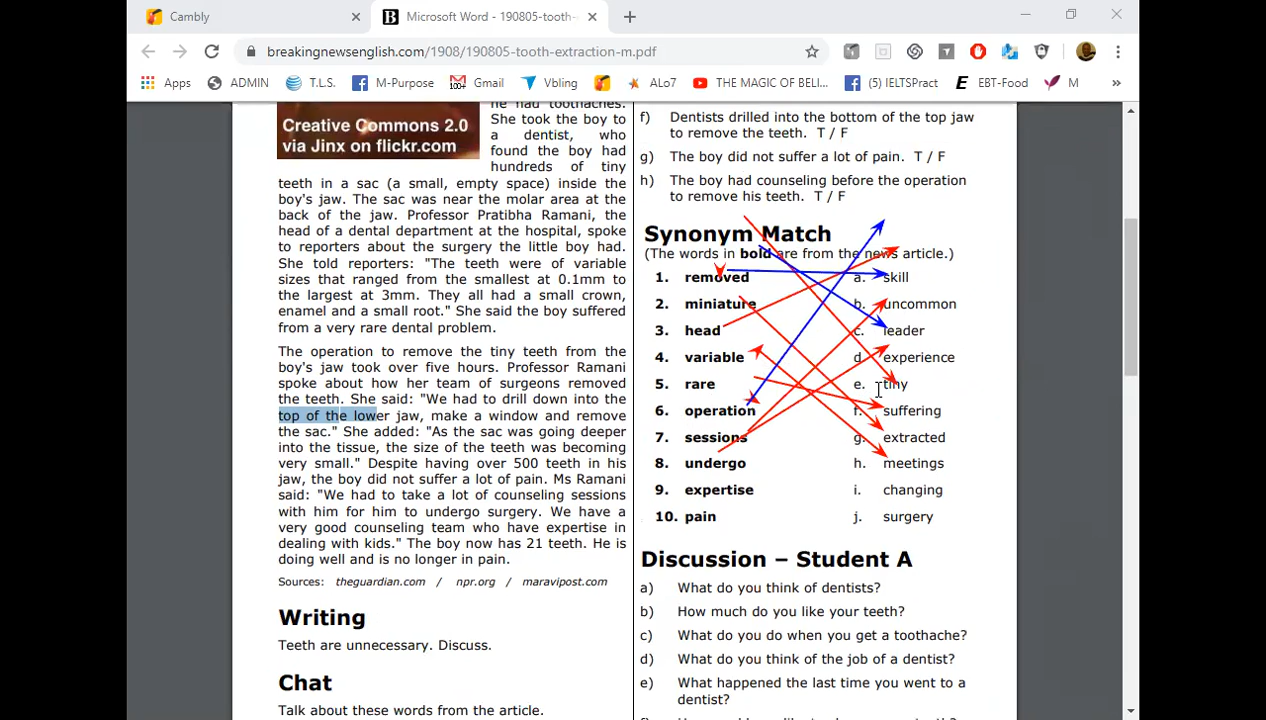 Cambly
Microsoft Word - 190805-tooth-
breakingnewsenglish.com/1908/190805-tooth-extraction-m.pdf
Apps
ADMIN
T.L.S.
M-Purpose
100+
Gmail
Vbling
ALo7
THE MAGIC OF BELI...
(5) IELTSPract
EBT-Food
M
»
Creative Commons 2.0
via Jinx on flickr.com
he had toothaches.
She took the boy to
a dentist, who
found the boy had
hundreds of tiny
teeth in a sac (a small, empty space) inside the
boy's jaw. The sac was near the molar area at the
back of the jaw. Professor Pratibha Ramani, the
head of a dental department at the hospital, spoke
to reporters about the surgery the little boy had.
She told reporters: "The teeth were of variable
sizes that ranged from the smallest at 0.1mm to
the largest at 3mm. They all had a small crown,
enamel and a small root." She said the boy suffered
from a very rare dental problem.
The operation to remove the tiny teeth from the
boy's jaw took over five hours. Professor Ramani
spoke about how her team of surgeons removed
the teeth. She said: "We had to drill down into the
top of the lower jaw, make a window and remove
the sac." She added: "As the sac was going deeper
into the tissue, the size of the teeth was becoming
very small." Despite having over 500 teeth in his
jaw, the boy did not suffer a lot of pain. Ms Ramani
said: "We had to take a lot of counseling sessions
with him for him to undergo surgery. We have a
very good counseling team who have expertise in
dealing with kids." The boy now has 21 teeth. He is
doing well and is no longer in pain.
Sources: theguardian.com / npr.org / maravipost.com
Writing
Teeth are unnecessary. Discuss.
Chat
Talk about these words from the article.
f) Dentists drilled into the bottom of the top jaw
to remove the teeth. T / F
g) The boy did not suffer a lot of pain. T / F
h) The boy had counseling before the operation
to remove his teeth. T / F
Synonym Match
(The words in bold are from the news article.)
1. removed a. skill
2. miniature b. uncommon
3. head c. leader
4. variable d. experience
5. rare e. tiny
6. operation f. suffering
7. sessions g. extracted
8. undergo h. meetings
9. expertise i. changing
10. pain j. surgery
Discussion – Student A
a) What do you think of dentists?
b) How much do you like your teeth?
c) What do you do when you get a toothache?
d) What do you think of the job of a dentist?
e) What happened the last time you went to a
dentist?